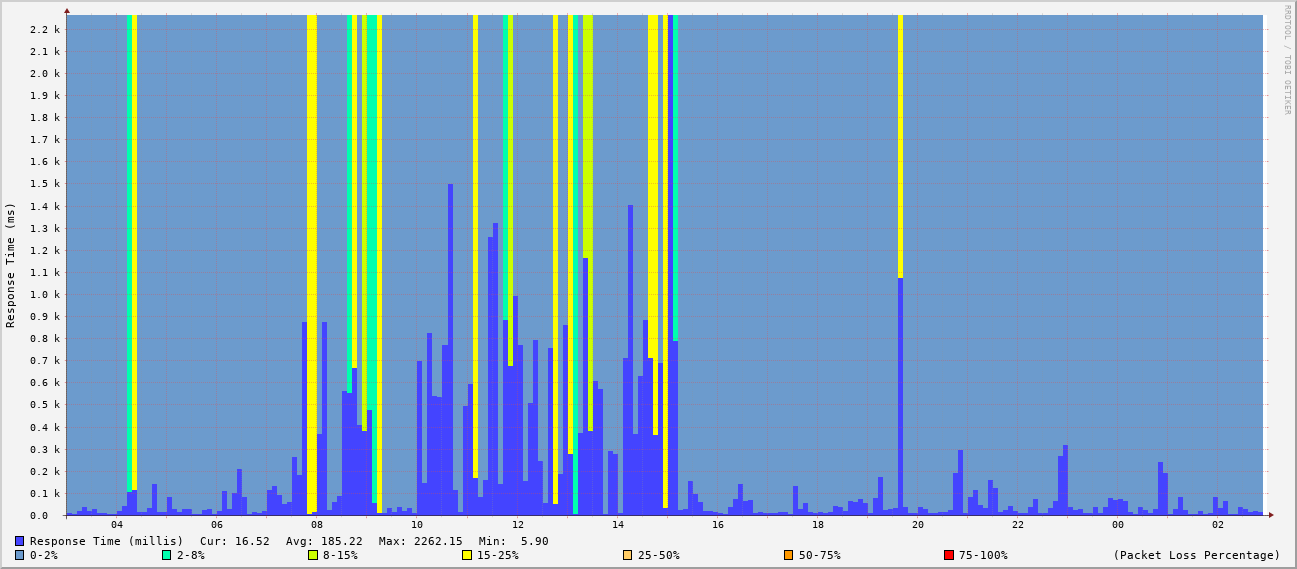 RRDTOOL / TOBI OETIKER
Response Time (ms)
2.2 k
2.1 k
2.0 k
1.9 k
1.8 k
1.7 k
1.6 k
1.5 k
1.4 k
1.3 k
1.2 k
1.1 k
1.0 k
0.9 k
0.8 k
0.7 k
0.6 k
0.5 k
0.4 k
0.3 k
0.2 k
0.1 k
0.0
04 06 08 10 12 14 16 18 20 22 00 02
Response Time (millis) Cur: 16.52 Avg: 185.22 Max: 2262.15 Min: 5.90
0-2% 2-8% 8-15% 15-25% 25-50% 50-75% 75-100% (Packet Loss Percentage)